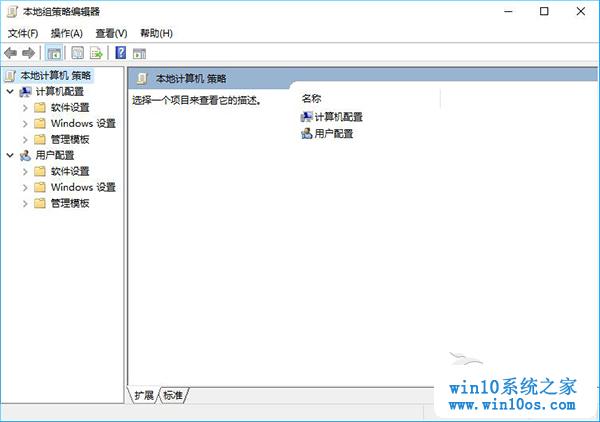 本地组策略编辑器
文件(F) 操作(A) 查看(V) 帮助(H)
本地计算机 策略
计算机配置
软件设置
Windows 设置
管理模板
用户配置
软件设置
Windows 设置
管理模板
本地计算机 策略
选择一个项目来查看它的描述。
名称
计算机配置
用户配置
扩展 标准
win10系统之家
www.win10os.com